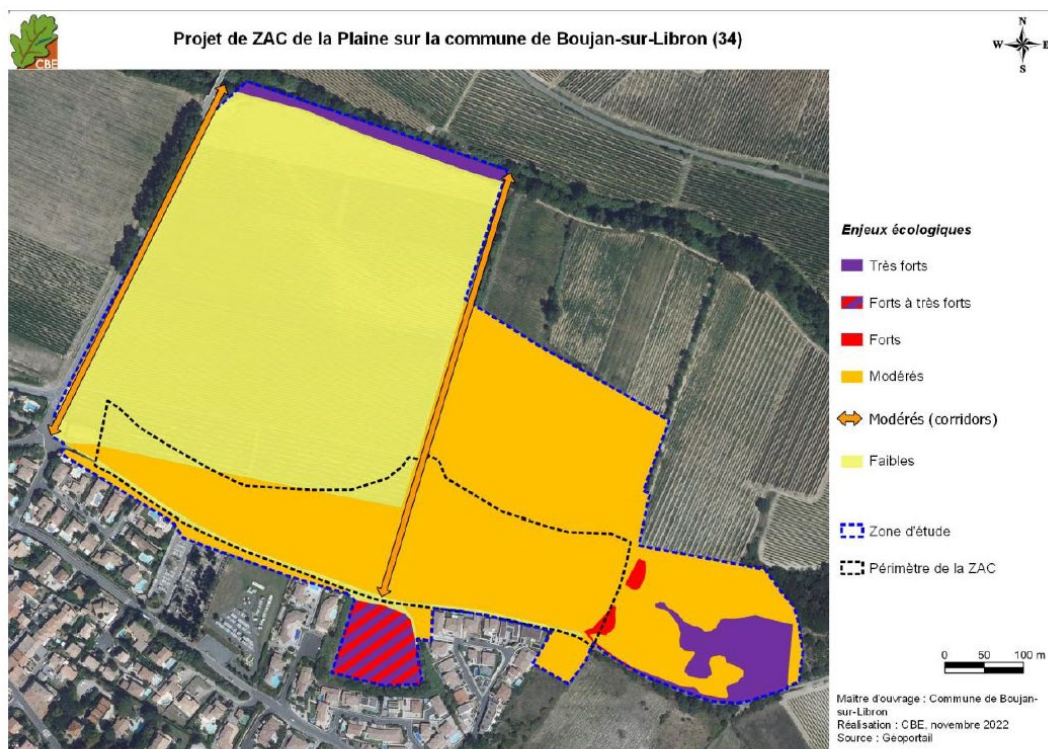 CBE
Projet de ZAC de la Plaine sur la commune de Boujan-sur-Libron (34)
N
W E
S
Enjeux écologiques
Très forts
Forts à très forts
Forts
Modérés
Modérés (corridors)
Faibles
Zone d'étude
Périmètre de la ZAC
0 50 100 m
Maître d'ouvrage : Commune de Boujan-
sur-Libron
Réalisation : CBE, novembre 2022
Source : Géoportail